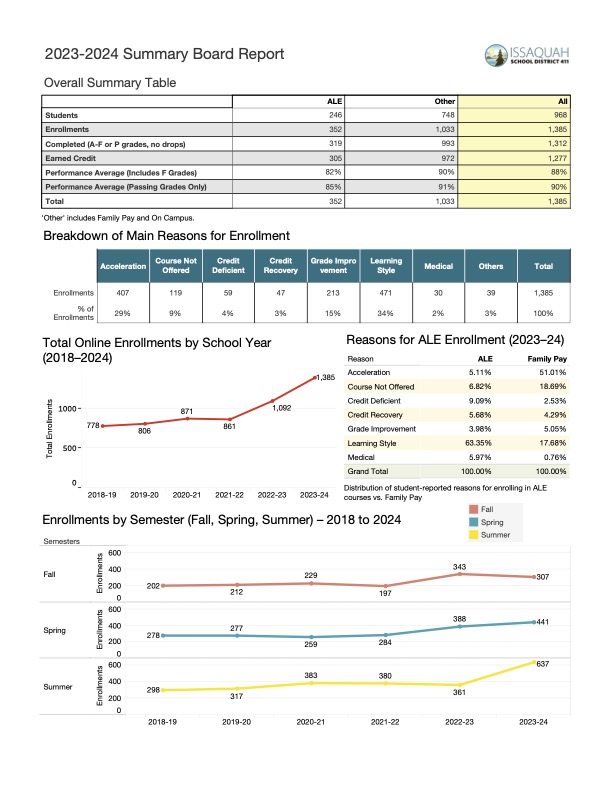 2023-2024 Summary Board Report
ISSAQUAH
SCHOOL DISTRICT 411
Overall Summary Table
ALE Other All
Students 246 748 968
Enrollments 352 1,033 1,385
Completed (A-F or P grades, no drops) 319 993 1,312
Earned Credit 305 972 1,277
Performance Average (Includes F Grades) 82% 90% 88%
Performance Average (Passing Grades Only) 85% 91% 90%
Total 352 1,033 1,385
'Other' includes Family Pay and On Campus.
Breakdown of Main Reasons for Enrollment
Acceleration Course Not Offered Credit Deficient Credit Recovery Grade Impro vement Learning Style Medical Others Total
Enrollments 407 119 59 47 213 471 30 39 1,385
% of Enrollments 29% 9% 4% 3% 15% 34% 2% 3% 100%
Total Online Enrollments by School Year
(2018–2024)
Total Enrollments
1000
500
0
778
806
871
861
1,092
1,385
2018-19 2019-20 2020-21 2021-22 2022-23 2023-24
Reasons for ALE Enrollment (2023–24)
Reason ALE Family Pay
Acceleration 5.11% 51.01%
Course Not Offered 6.82% 18.69%
Credit Deficient 9.09% 2.53%
Credit Recovery 5.68% 4.29%
Grade Improvement 3.98% 5.05%
Learning Style 63.35% 17.68%
Medical 5.97% 0.76%
Grand Total 100.00% 100.00%
Distribution of student-reported reasons for enrolling in ALE
courses vs. Family Pay
Fall
Spring
Summer
Enrollments by Semester (Fall, Spring, Summer) – 2018 to 2024
Semesters
Fall
Enrollments
600
400
200
0
202
212
229
197
343
307
Spring
Enrollments
600
400
200
0
278
277
259
284
388
441
Summer
Enrollments
600
400
200
0
298
317
383
380
361
637
2018-19 2019-20 2020-21 2021-22 2022-23 2023-24